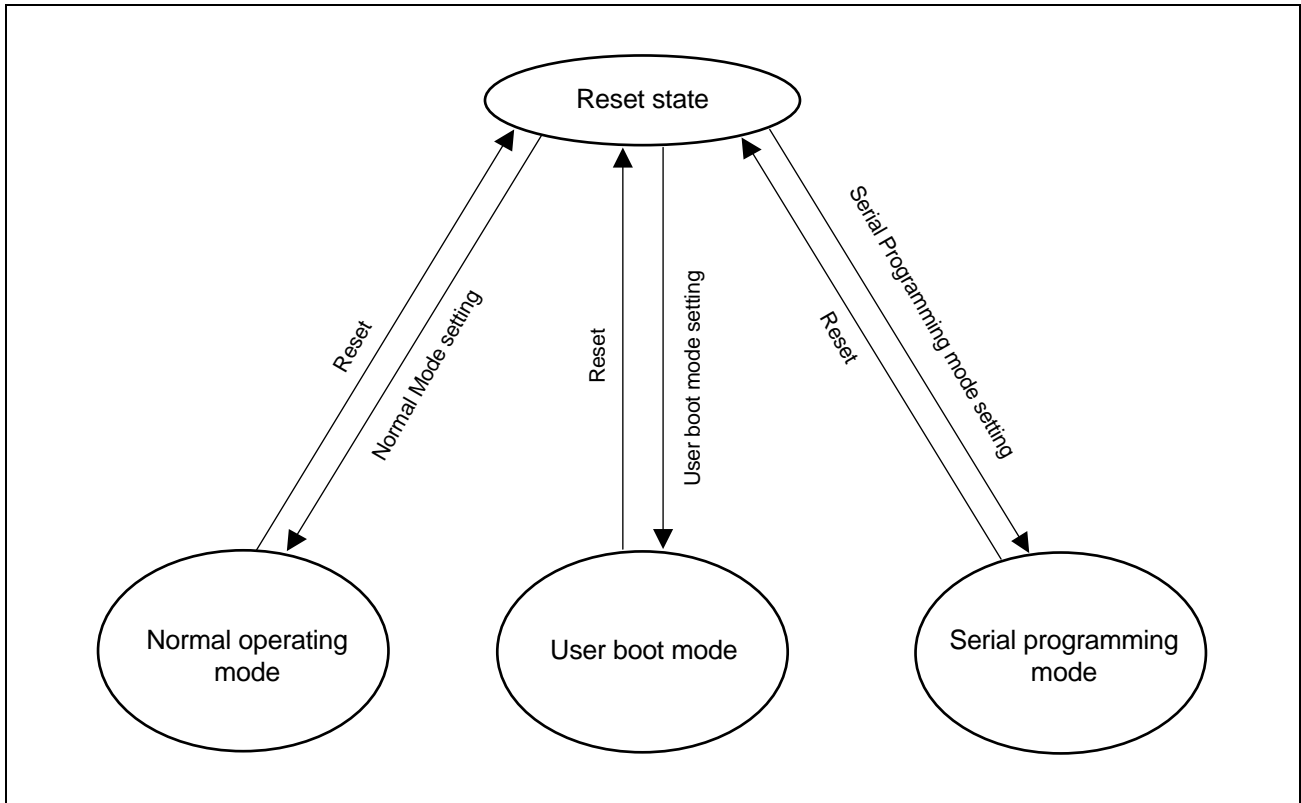 Reset state
Reset
Normal Mode setting
Reset
User boot mode setting
Reset
Serial Programming mode setting
Normal operating
mode
User boot mode
Serial programming
mode